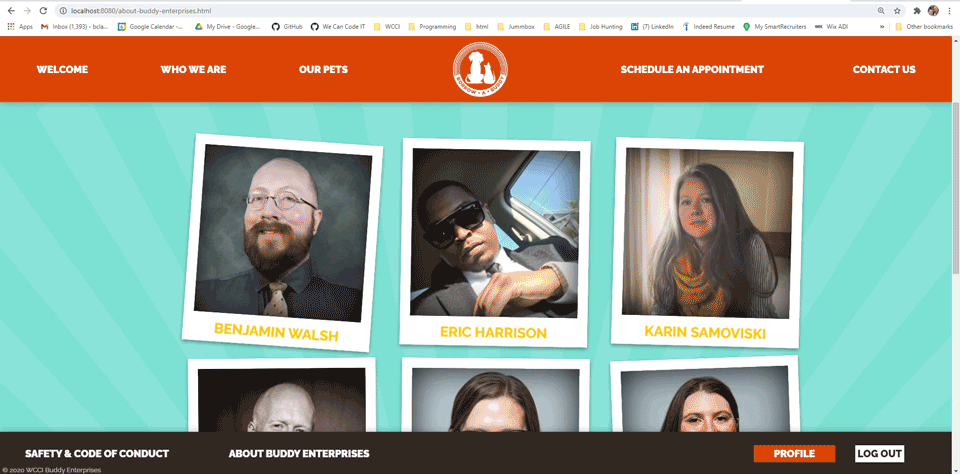 localhost:8080/about-buddy-enterprises.html
Apps Inbox (1,393) - bcla... Google Calendar -... My Drive - Google... GitHub We Can Code IT WCCI Programming html Jummbox AGILE Job Hunting (7) LinkedIn Indeed Resume My SmartRecruiters Wix ADI » Other bookmarks
WELCOME WHO WE ARE OUR PETS SCHEDULE AN APPOINTMENT CONTACT US
BORROW • A • BUDDY
BENJAMIN WALSH ERIC HARRISON KARIN SAMOVISKI
SAFETY & CODE OF CONDUCT ABOUT BUDDY ENTERPRISES PROFILE LOG OUT
© 2020 WCCI Buddy Enterprises